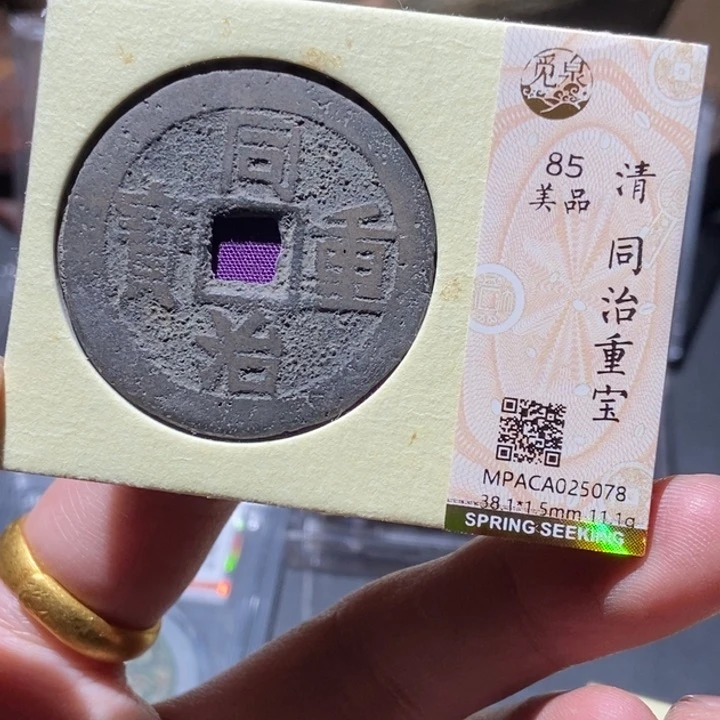 同
重
寶
治
觅泉
85
美品
清 同治重宝
MPACA025078
38.1*1.5mm 11.1g
SPRING SEEKING